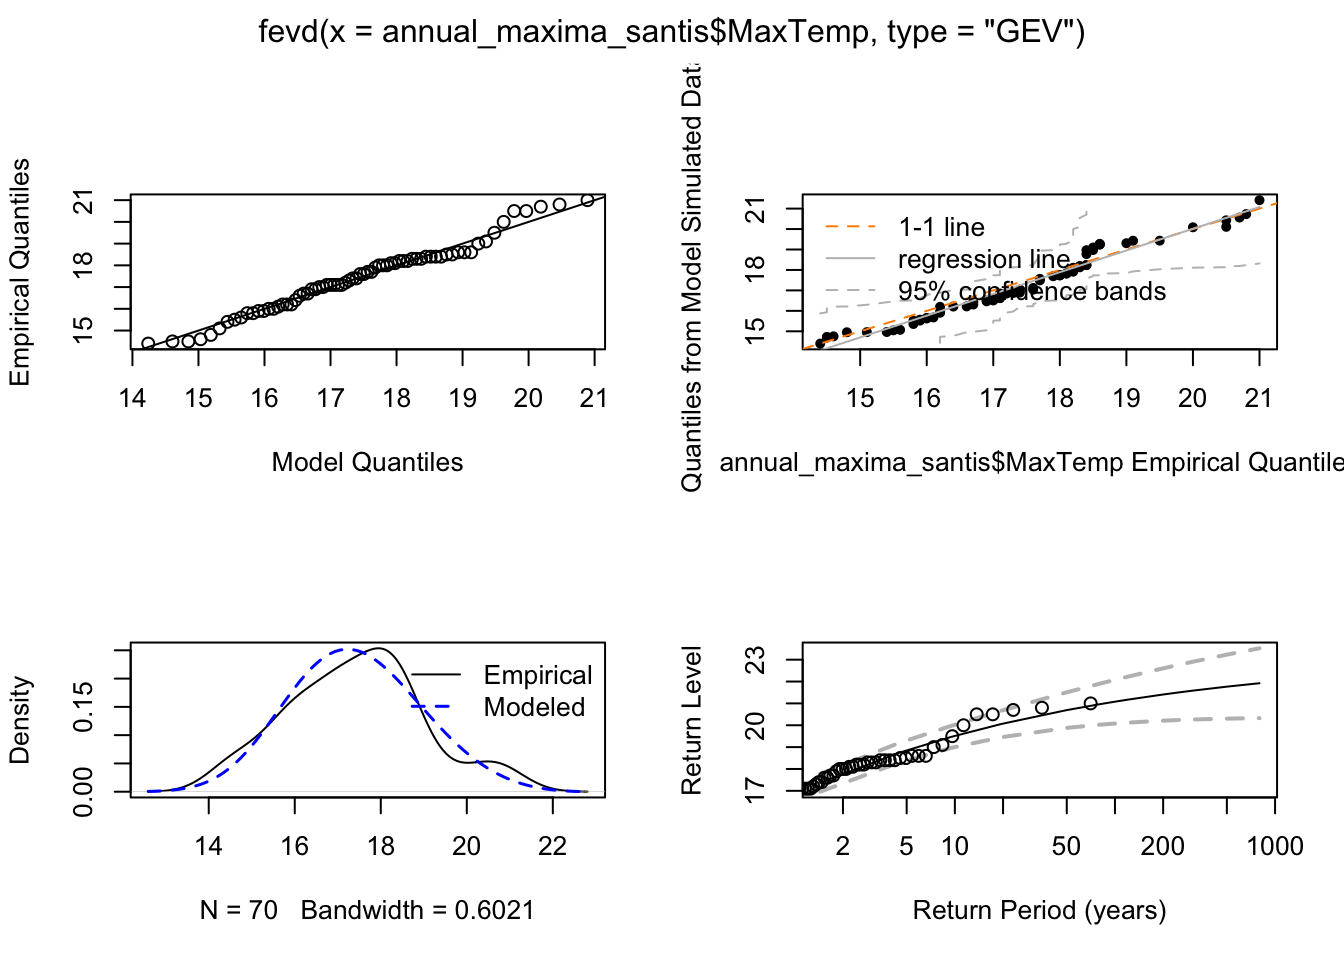 fevd(x = annual_maxima_santis$MaxTemp, type = "GEV")
Empirical Quantiles
15 18 21
14 15 16 17 18 19 20 21
Model Quantiles
Quantiles from Model Simulated Data
15 18 21
1-1 line
regression line
95% confidence bands
15 16 17 18 19 20 21
annual_maxima_santis$MaxTemp Empirical Quantile
Density
0.00 0.15
Empirical
Modeled
14 16 18 20 22
N = 70 Bandwidth = 0.6021
Return Level
17 20 23
2 5 10 50 200 1000
Return Period (years)